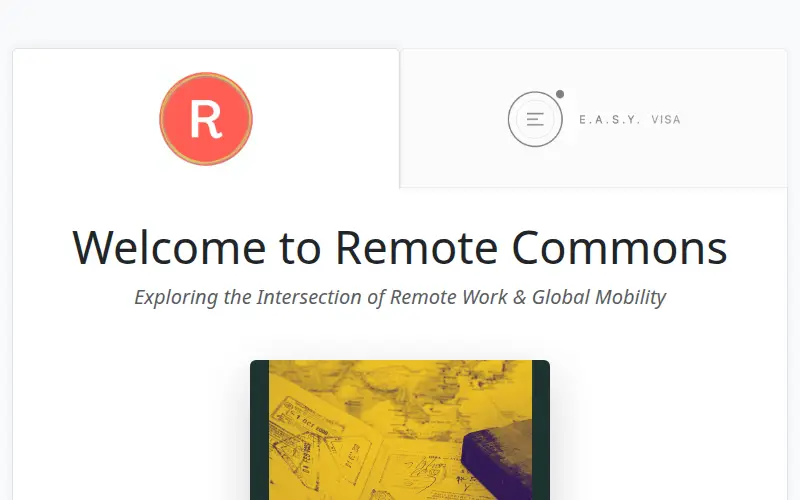 R
E.A.S.Y. VISA
Welcome to Remote Commons
Exploring the Intersection of Remote Work & Global Mobility